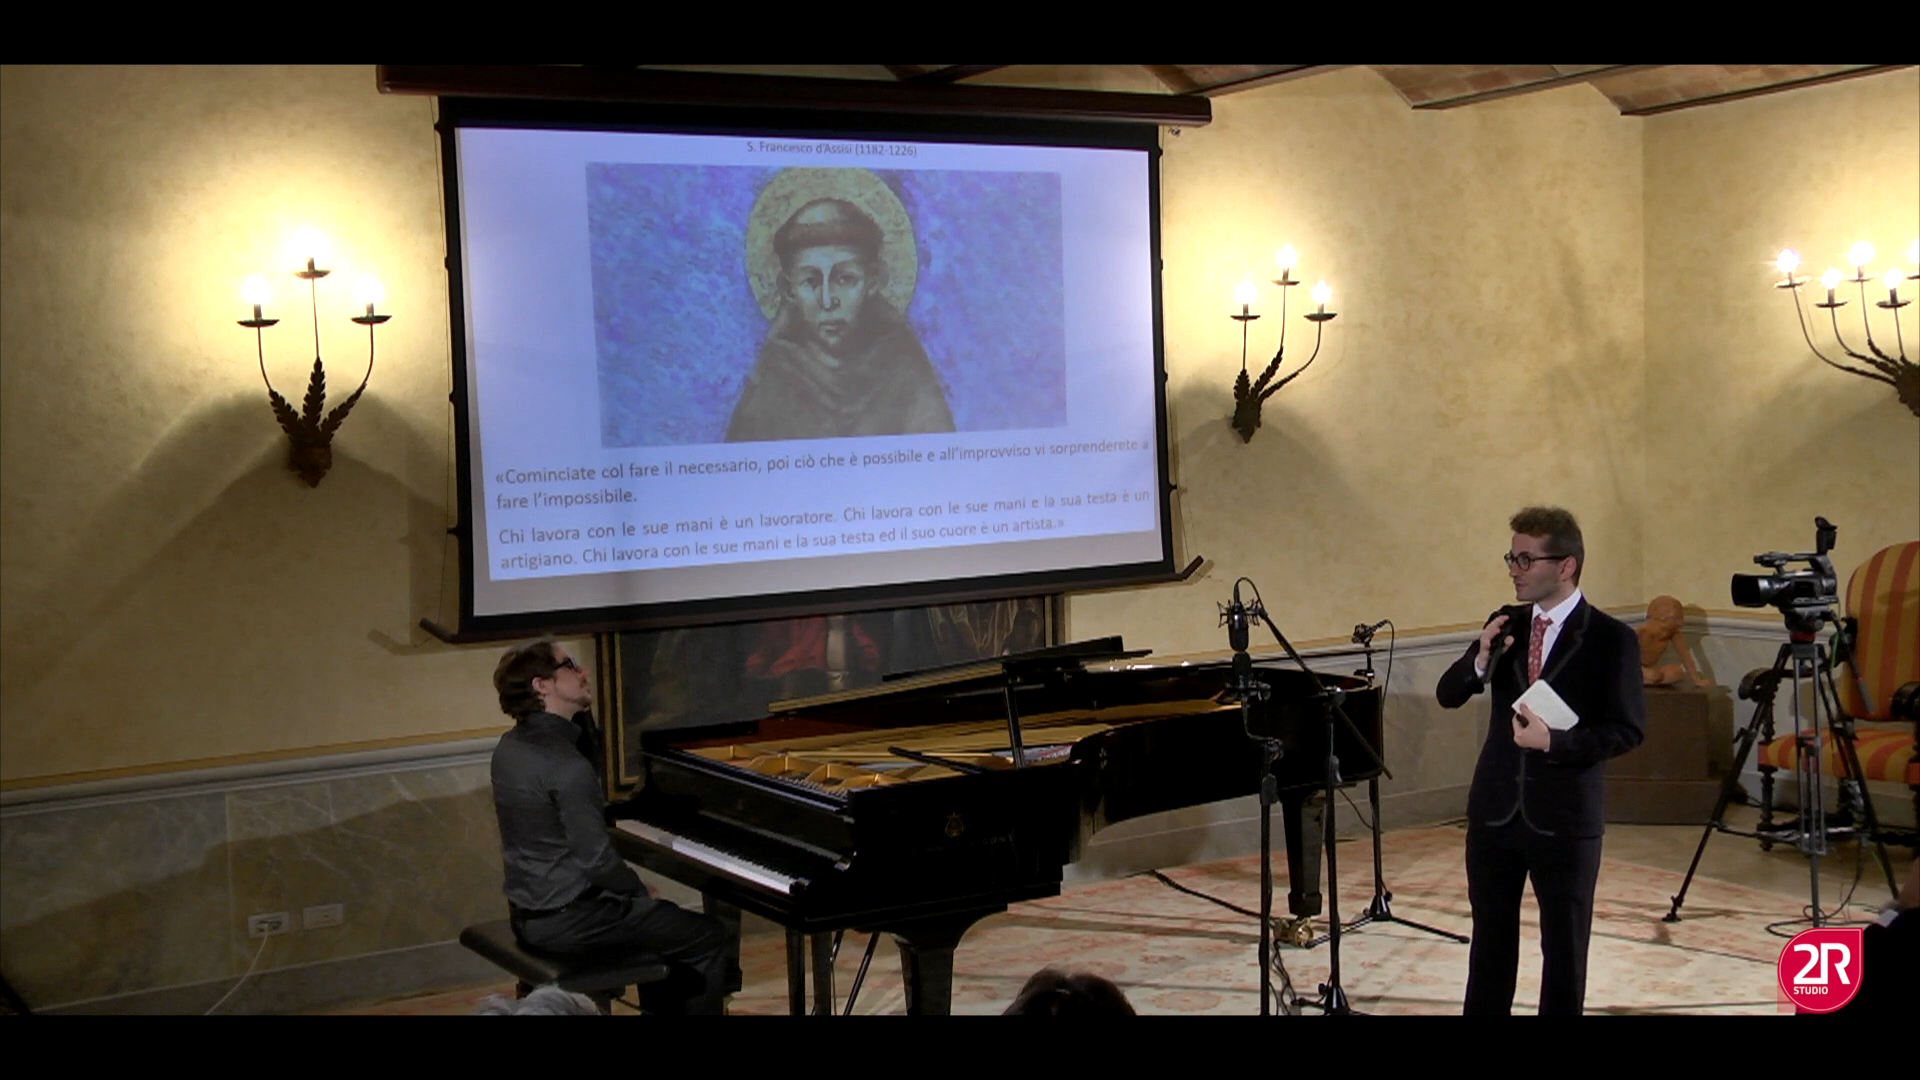 S. Francesco d'Assisi (1182-1226)
«Cominciate col fare il necessario, poi ciò che è possibile e all'improvviso vi sorprenderete a
fare l'impossibile.
Chi lavora con le sue mani è un lavoratore. Chi lavora con le sue mani e la sua testa è un
artigiano. Chi lavora con le sue mani e la sua testa ed il suo cuore è un artista.»
2R
STUDIO